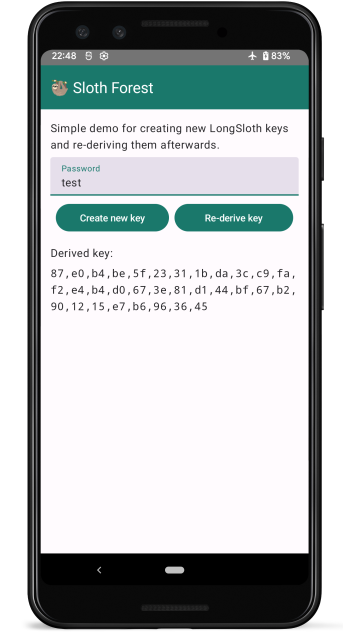 22:48 83%
Sloth Forest
Simple demo for creating new LongSloth keys
and re-deriving them afterwards.
Password
test
Create new key Re-derive key
Derived key:
87,e0,b4,be,5f,23,31,1b,da,3c,c9,fa,
f2,e4,b4,d0,67,3e,81,d1,44,bf,67,b2,
90,12,15,e7,b6,96,36,45